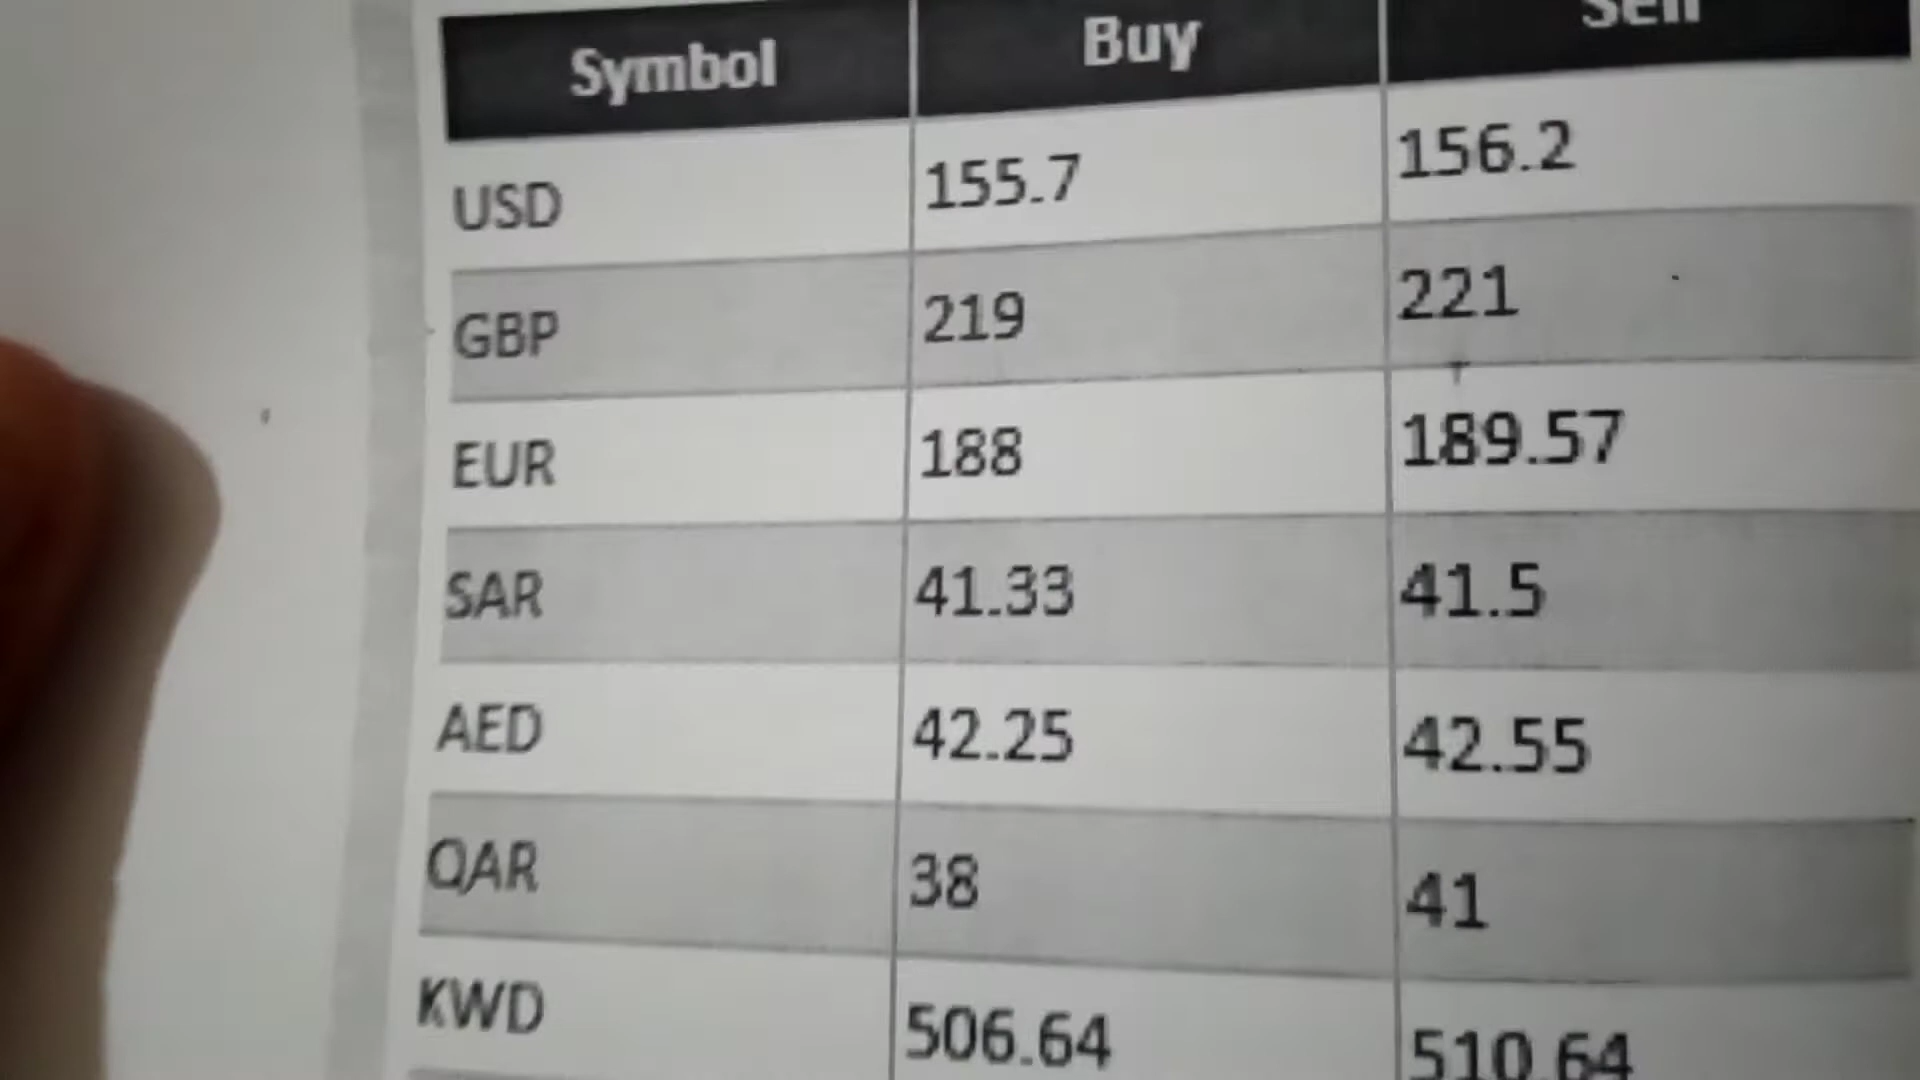 Symbol Buy Sell
USD 155.7 156.2
GBP 219 221
EUR 188 189.57
SAR 41.33 41.5
AED 42.25 42.55
QAR 38 41
KWD 506.64 510.64